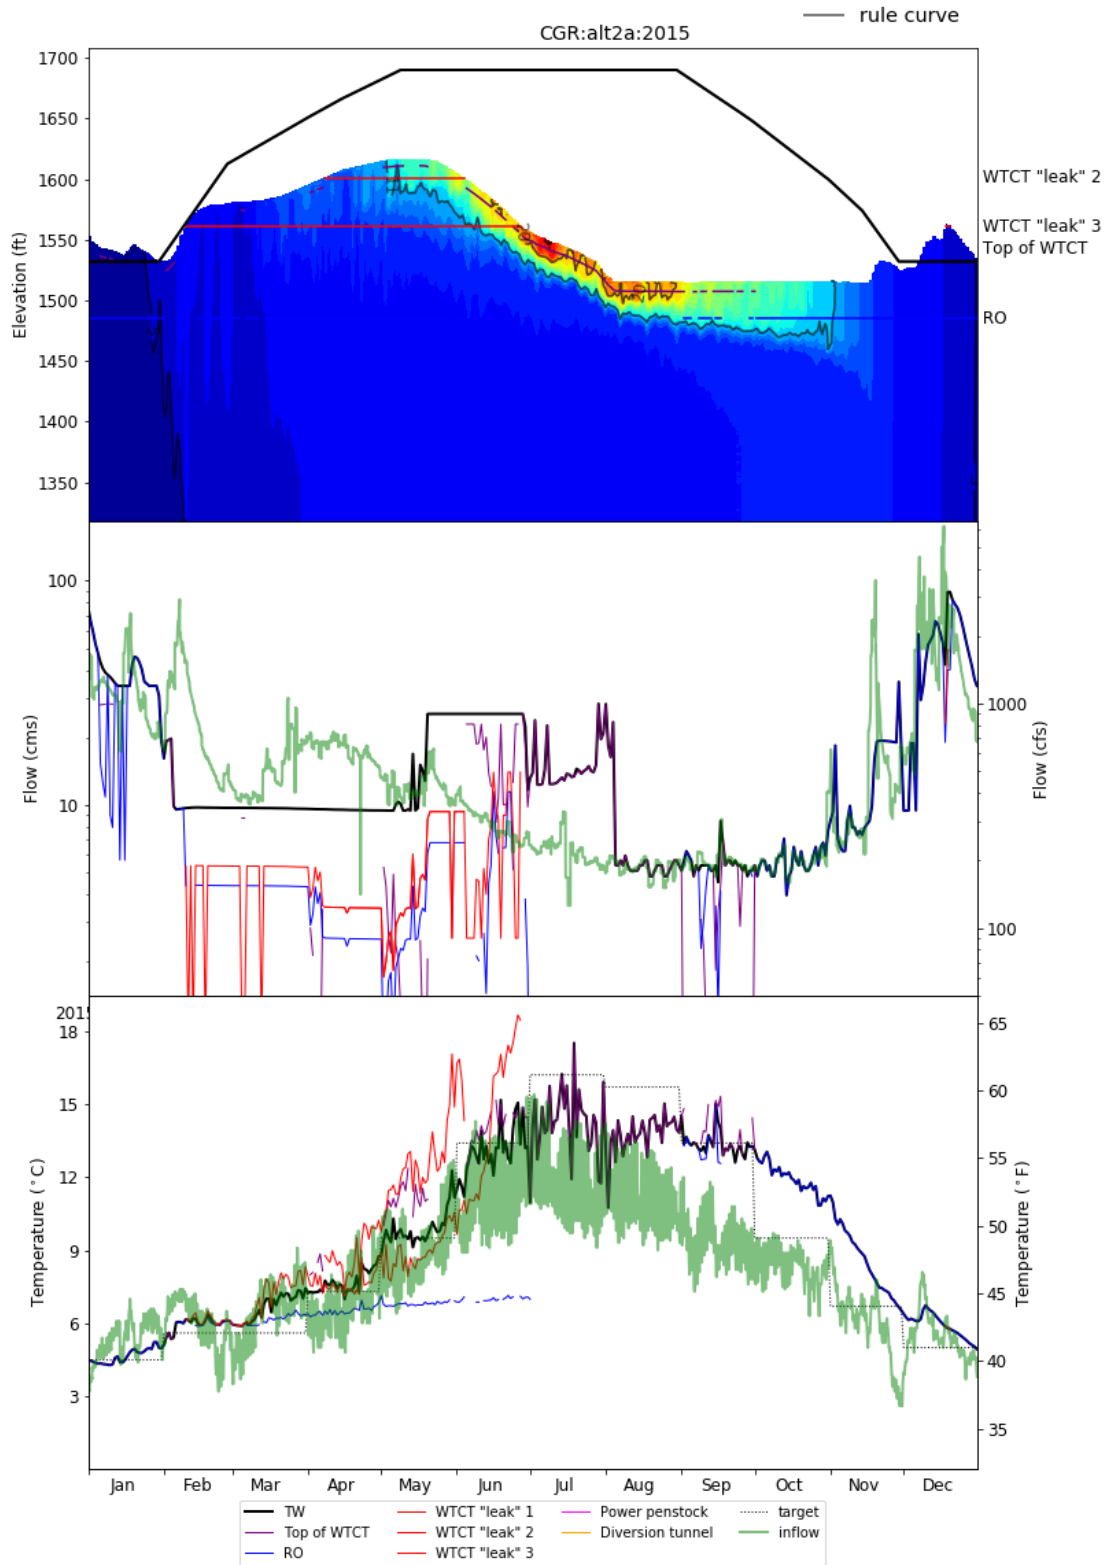 rule curve
CGR:alt2a:2015
1700
1650
1600
1550
1500
1450
1400
1350
Elevation (ft)
WTCT "leak" 2
WTCT "leak" 3
Top of WTCT
RO
100
10
Flow (cms)
1000
100
Flow (cfs)
2015
18
15
12
9
6
3
Temperature (°C)
65
60
55
50
45
40
35
Temperature (°F)
Jan Feb Mar Apr May Jun Jul Aug Sep Oct Nov Dec
TW WTCT "leak" 1 Power penstock target
Top of WTCT WTCT "leak" 2 Diversion tunnel inflow
RO WTCT "leak" 3